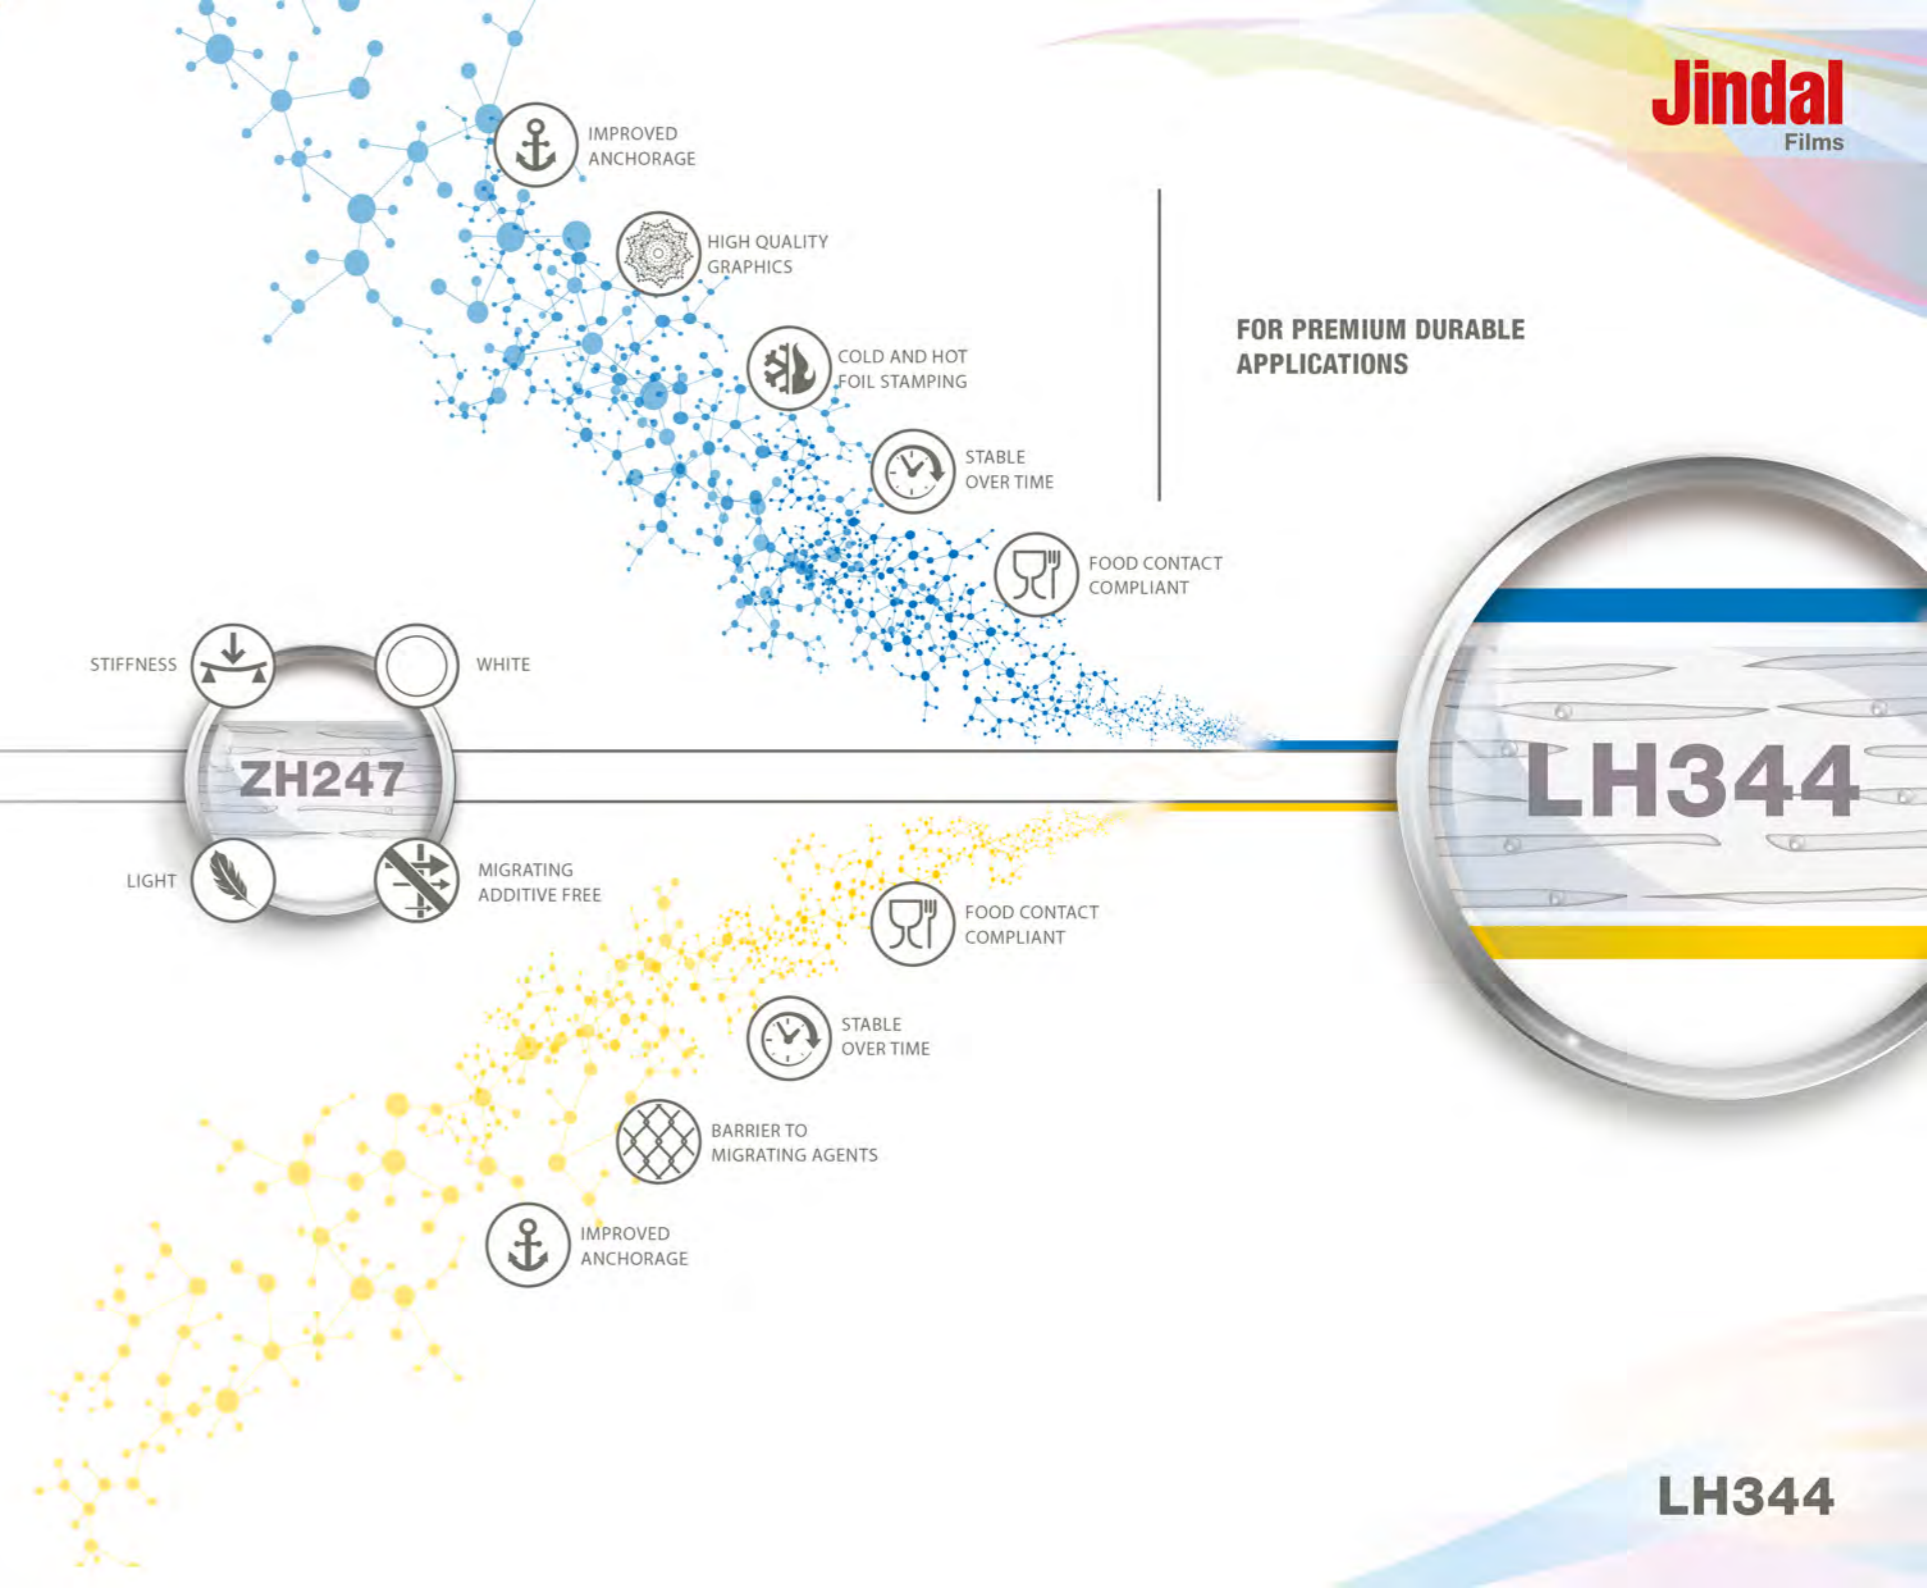 Jindal
Films
IMPROVED
ANCHORAGE
HIGH QUALITY
GRAPHICS
COLD AND HOT
FOIL STAMPING
FOR PREMIUM DURABLE
APPLICATIONS
STABLE
OVER TIME
FOOD CONTACT
COMPLIANT
STIFFNESS
WHITE
ZH247
LH344
LIGHT
MIGRATING
ADDITIVE FREE
FOOD CONTACT
COMPLIANT
STABLE
OVER TIME
BARRIER TO
MIGRATING AGENTS
IMPROVED
ANCHORAGE
LH344